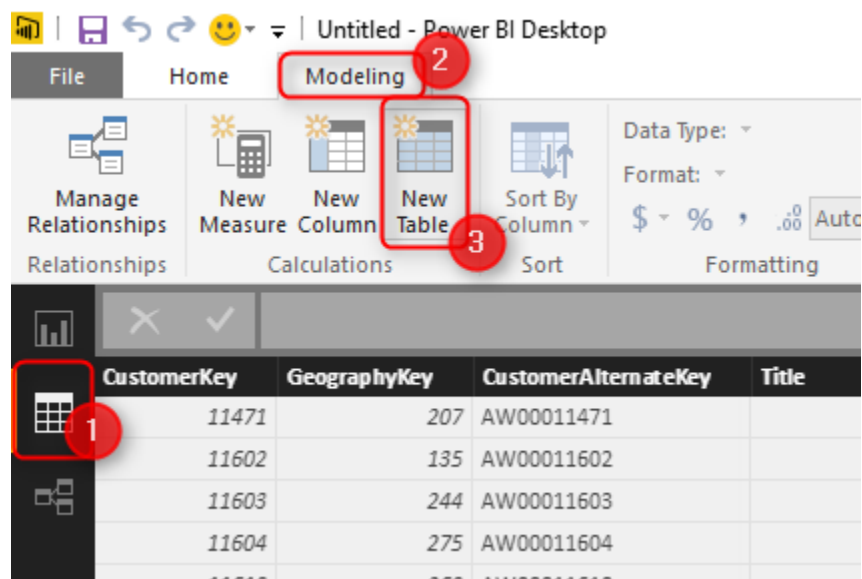 Untitled - Power BI Desktop
2
File Home Modeling
Manage Relationships
New Measure
New Column
New Table
3
Sort By Column
Data Type:
Format:
$ % , .00 Auto
Relationships Calculations Sort Formatting
1
CustomerKey GeographyKey CustomerAlternateKey Title
11471 207 AW00011471
11602 135 AW00011602
11603 244 AW00011603
11604 275 AW00011604